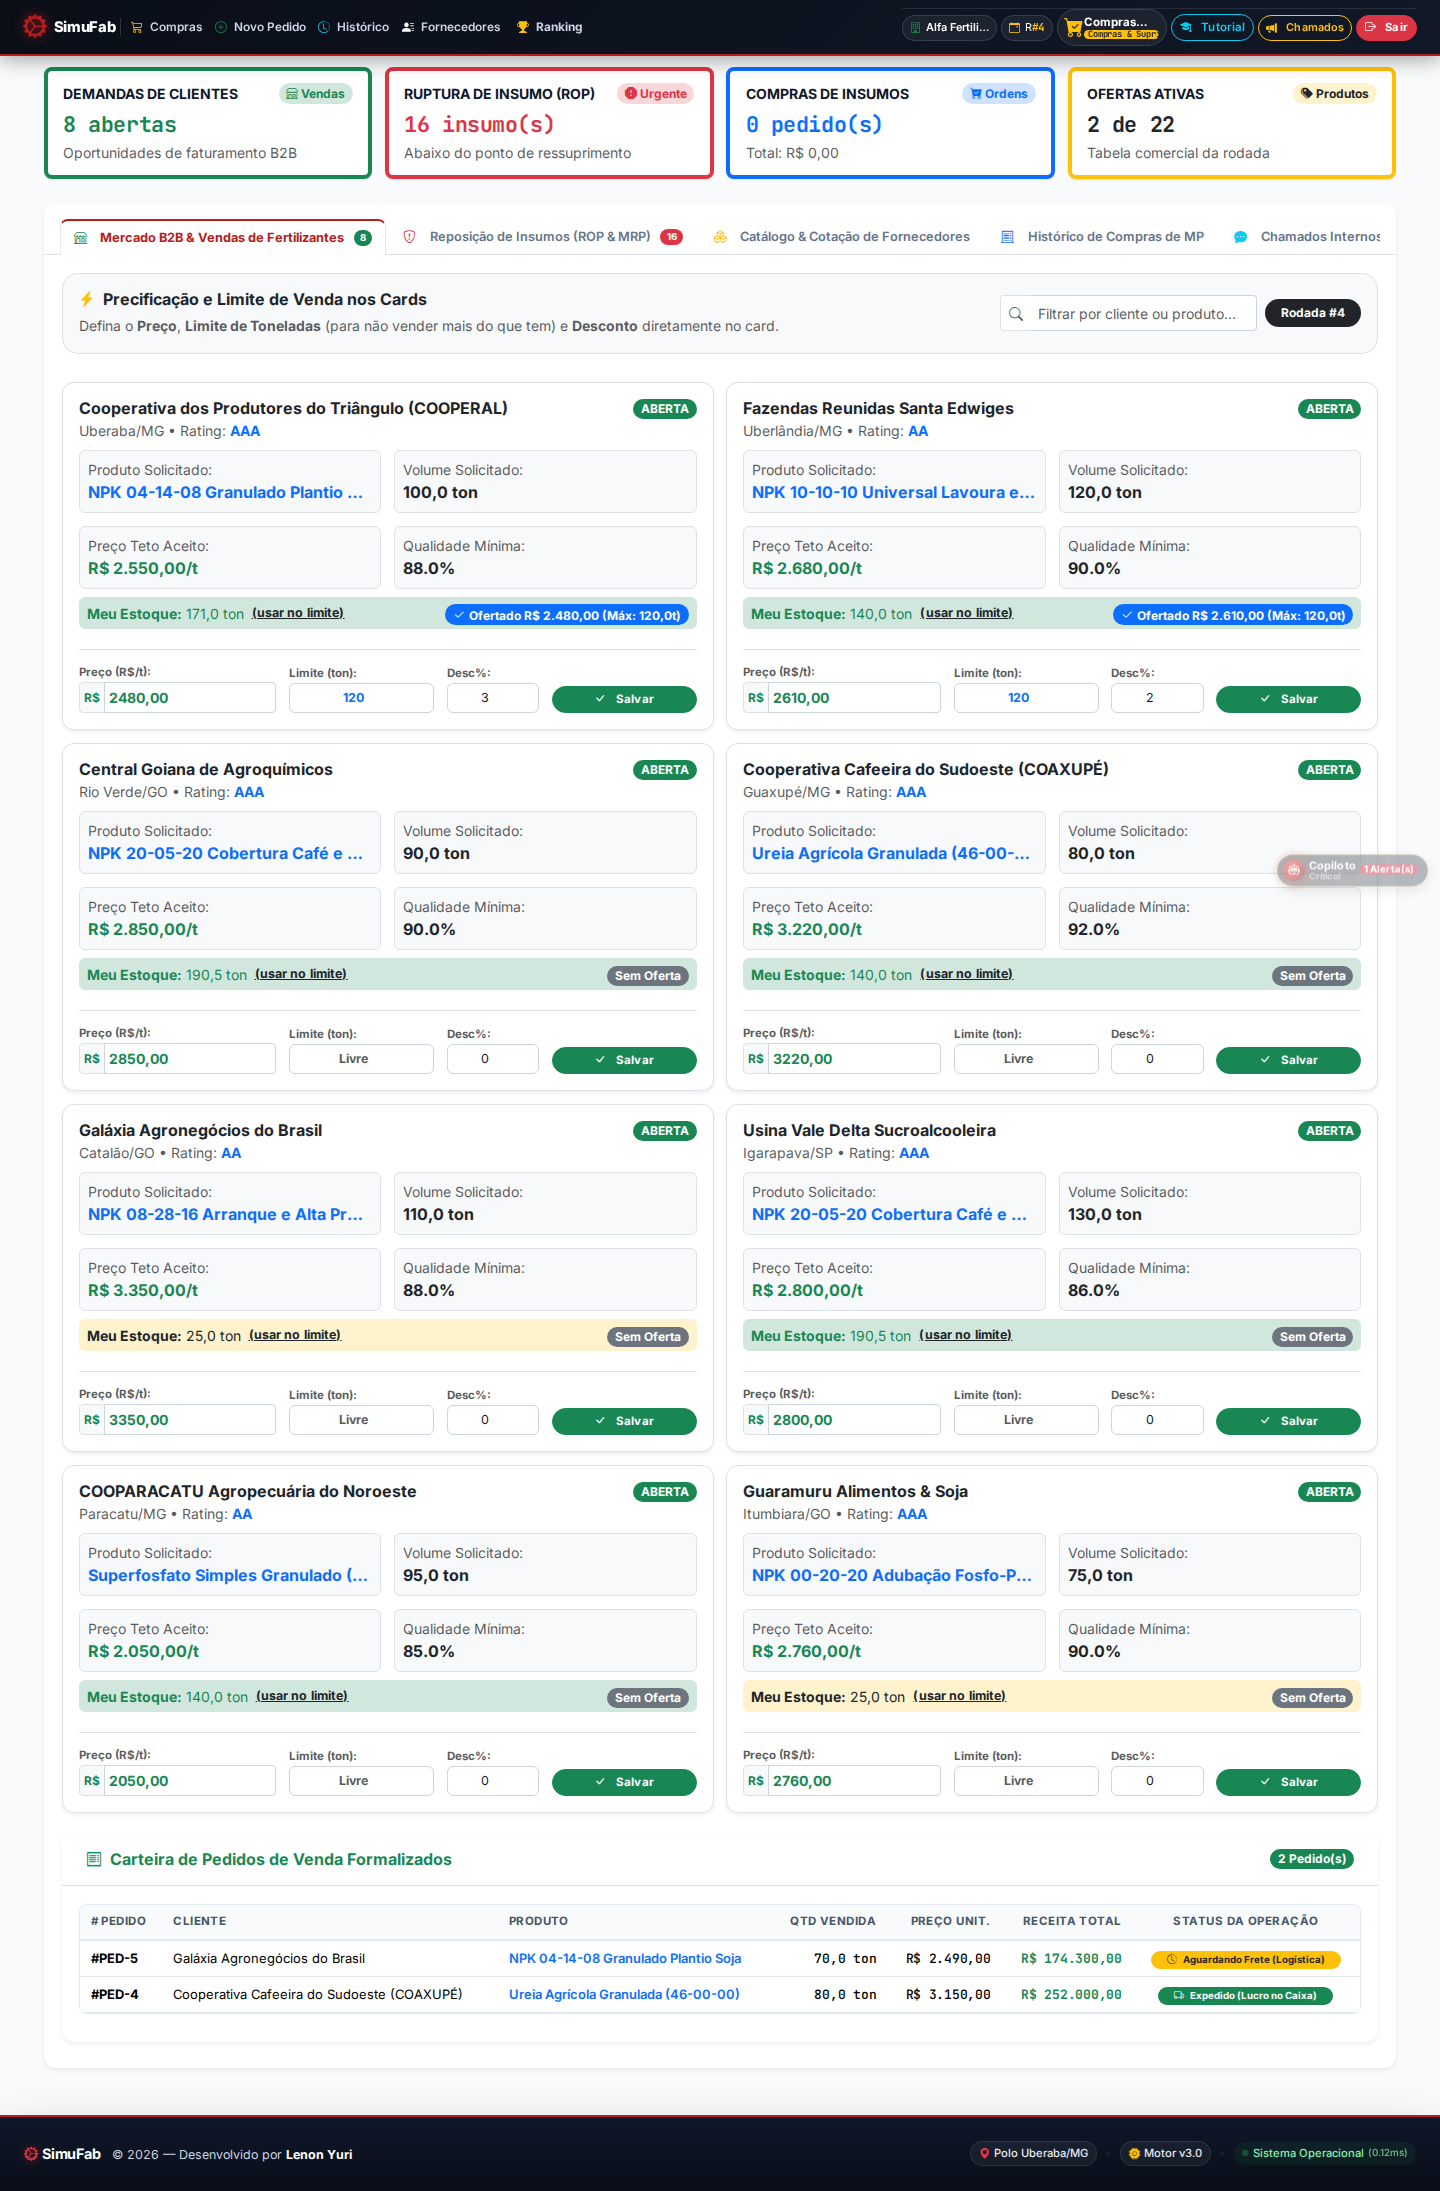 SimuFab Compras Novo Pedido Histórico Fornecedores Ranking Alfa Fertili... R#4 Compras... Tutorial Chamados Sair
DEMANDAS DE CLIENTES Vendas
8 abertas
Oportunidades de faturamento B2B
RUPTURA DE INSUMO (ROP) Urgente
16 insumo(s)
Abaixo do ponto de ressuprimento
COMPRAS DE INSUMOS Ordens
0 pedido(s)
Total: R$ 0,00
OFERTAS ATIVAS Produtos
2 de 22
Tabela comercial da rodada
Mercado B2B & Vendas de Fertilizantes 8 Reposição de Insumos (ROP & MRP) 16 Catálogo & Cotação de Fornecedores Histórico de Compras de MP Chamados Internos
Precificação e Limite de Venda nos Cards
Defina o Preço, Limite de Toneladas (para não vender mais do que tem) e Desconto diretamente no card.
Filtrar por cliente ou produto... Rodada #4
Cooperativa dos Produtores do Triângulo (COOPERAL) ABERTA
Uberaba/MG • Rating: AAA
Produto Solicitado: Volume Solicitado:
NPK 04-14-08 Granulado Plantio ... 100,0 ton
Preço Teto Aceito: Qualidade Mínima:
R$ 2.550,00/t 88.0%
Meu Estoque: 171,0 ton (usar no limite) Ofertado R$ 2.480,00 (Máx: 120,0t)
Preço (R$/t): Limite (ton): Desc%:
R$ 2480,00 120 3 Salvar
Fazendas Reunidas Santa Edwiges ABERTA
Uberlândia/MG • Rating: AA
Produto Solicitado: Volume Solicitado:
NPK 10-10-10 Universal Lavoura e... 120,0 ton
Preço Teto Aceito: Qualidade Mínima:
R$ 2.680,00/t 90.0%
Meu Estoque: 140,0 ton (usar no limite) Ofertado R$ 2.610,00 (Máx: 120,0t)
Preço (R$/t): Limite (ton): Desc%:
R$ 2610,00 120 2 Salvar
Central Goiana de Agroquímicos ABERTA
Rio Verde/GO • Rating: AAA
Produto Solicitado: Volume Solicitado:
NPK 20-05-20 Cobertura Café e ... 90,0 ton
Preço Teto Aceito: Qualidade Mínima:
R$ 2.850,00/t 90.0%
Meu Estoque: 190,5 ton (usar no limite) Sem Oferta
Preço (R$/t): Limite (ton): Desc%:
R$ 2850,00 Livre 0 Salvar
Cooperativa Cafeeira do Sudoeste (COAXUPÉ) ABERTA
Guaxupé/MG • Rating: AAA
Produto Solicitado: Volume Solicitado:
Ureia Agrícola Granulada (46-00-... 80,0 ton
Copiloto
Crítico!
1 Alerta(s)
Preço Teto Aceito: Qualidade Mínima:
R$ 3.220,00/t 92.0%
Meu Estoque: 140,0 ton (usar no limite) Sem Oferta
Preço (R$/t): Limite (ton): Desc%:
R$ 3220,00 Livre 0 Salvar
Galáxia Agronegócios do Brasil ABERTA
Catalão/GO • Rating: AA
Produto Solicitado: Volume Solicitado:
NPK 08-28-16 Arranque e Alta Pr... 110,0 ton
Preço Teto Aceito: Qualidade Mínima:
R$ 3.350,00/t 88.0%
Meu Estoque: 25,0 ton (usar no limite) Sem Oferta
Preço (R$/t): Limite (ton): Desc%:
R$ 3350,00 Livre 0 Salvar
Usina Vale Delta Sucroalcooleira ABERTA
Igarapava/SP • Rating: AAA
Produto Solicitado: Volume Solicitado:
NPK 20-05-20 Cobertura Café e ... 130,0 ton
Preço Teto Aceito: Qualidade Mínima:
R$ 2.800,00/t 86.0%
Meu Estoque: 190,5 ton (usar no limite) Sem Oferta
Preço (R$/t): Limite (ton): Desc%:
R$ 2800,00 Livre 0 Salvar
COOPARACATU Agropecuária do Noroeste ABERTA
Paracatu/MG • Rating: AA
Produto Solicitado: Volume Solicitado:
Superfosfato Simples Granulado (... 95,0 ton
Preço Teto Aceito: Qualidade Mínima:
R$ 2.050,00/t 85.0%
Meu Estoque: 140,0 ton (usar no limite) Sem Oferta
Preço (R$/t): Limite (ton): Desc%:
R$ 2050,00 Livre 0 Salvar
Guaramuru Alimentos & Soja ABERTA
Itumbiara/GO • Rating: AAA
Produto Solicitado: Volume Solicitado:
NPK 00-20-20 Adubação Fosfo-P... 75,0 ton
Preço Teto Aceito: Qualidade Mínima:
R$ 2.760,00/t 90.0%
Meu Estoque: 25,0 ton (usar no limite) Sem Oferta
Preço (R$/t): Limite (ton): Desc%:
R$ 2760,00 Livre 0 Salvar
Carteira de Pedidos de Venda Formalizados 2 Pedido(s)
# PEDIDO CLIENTE PRODUTO QTD VENDIDA PREÇO UNIT. RECEITA TOTAL STATUS DA OPERAÇÃO
#PED-5 Galáxia Agronegócios do Brasil NPK 04-14-08 Granulado Plantio Soja 70,0 ton R$ 2.490,00 R$ 174.300,00 Aguardando Frete (Logística)
#PED-4 Cooperativa Cafeeira do Sudoeste (COAXUPÉ) Ureia Agrícola Granulada (46-00-00) 80,0 ton R$ 3.150,00 R$ 252.000,00 Expedido (Lucro no Caixa)
SimuFab © 2026 — Desenvolvido por Lenon Yuri Polo Uberaba/MG Motor v3.0 Sistema Operacional (0.12ms)